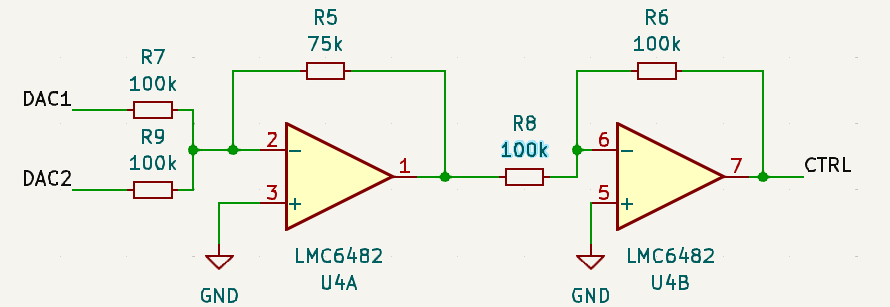 R5
75k
R6
100k
R7
100k
DAC1
R9
100k
DAC2
2
3
1
R8
100k
6
5
7
CTRL
LMC6482
U4A
GND
LMC6482
U4B
GND